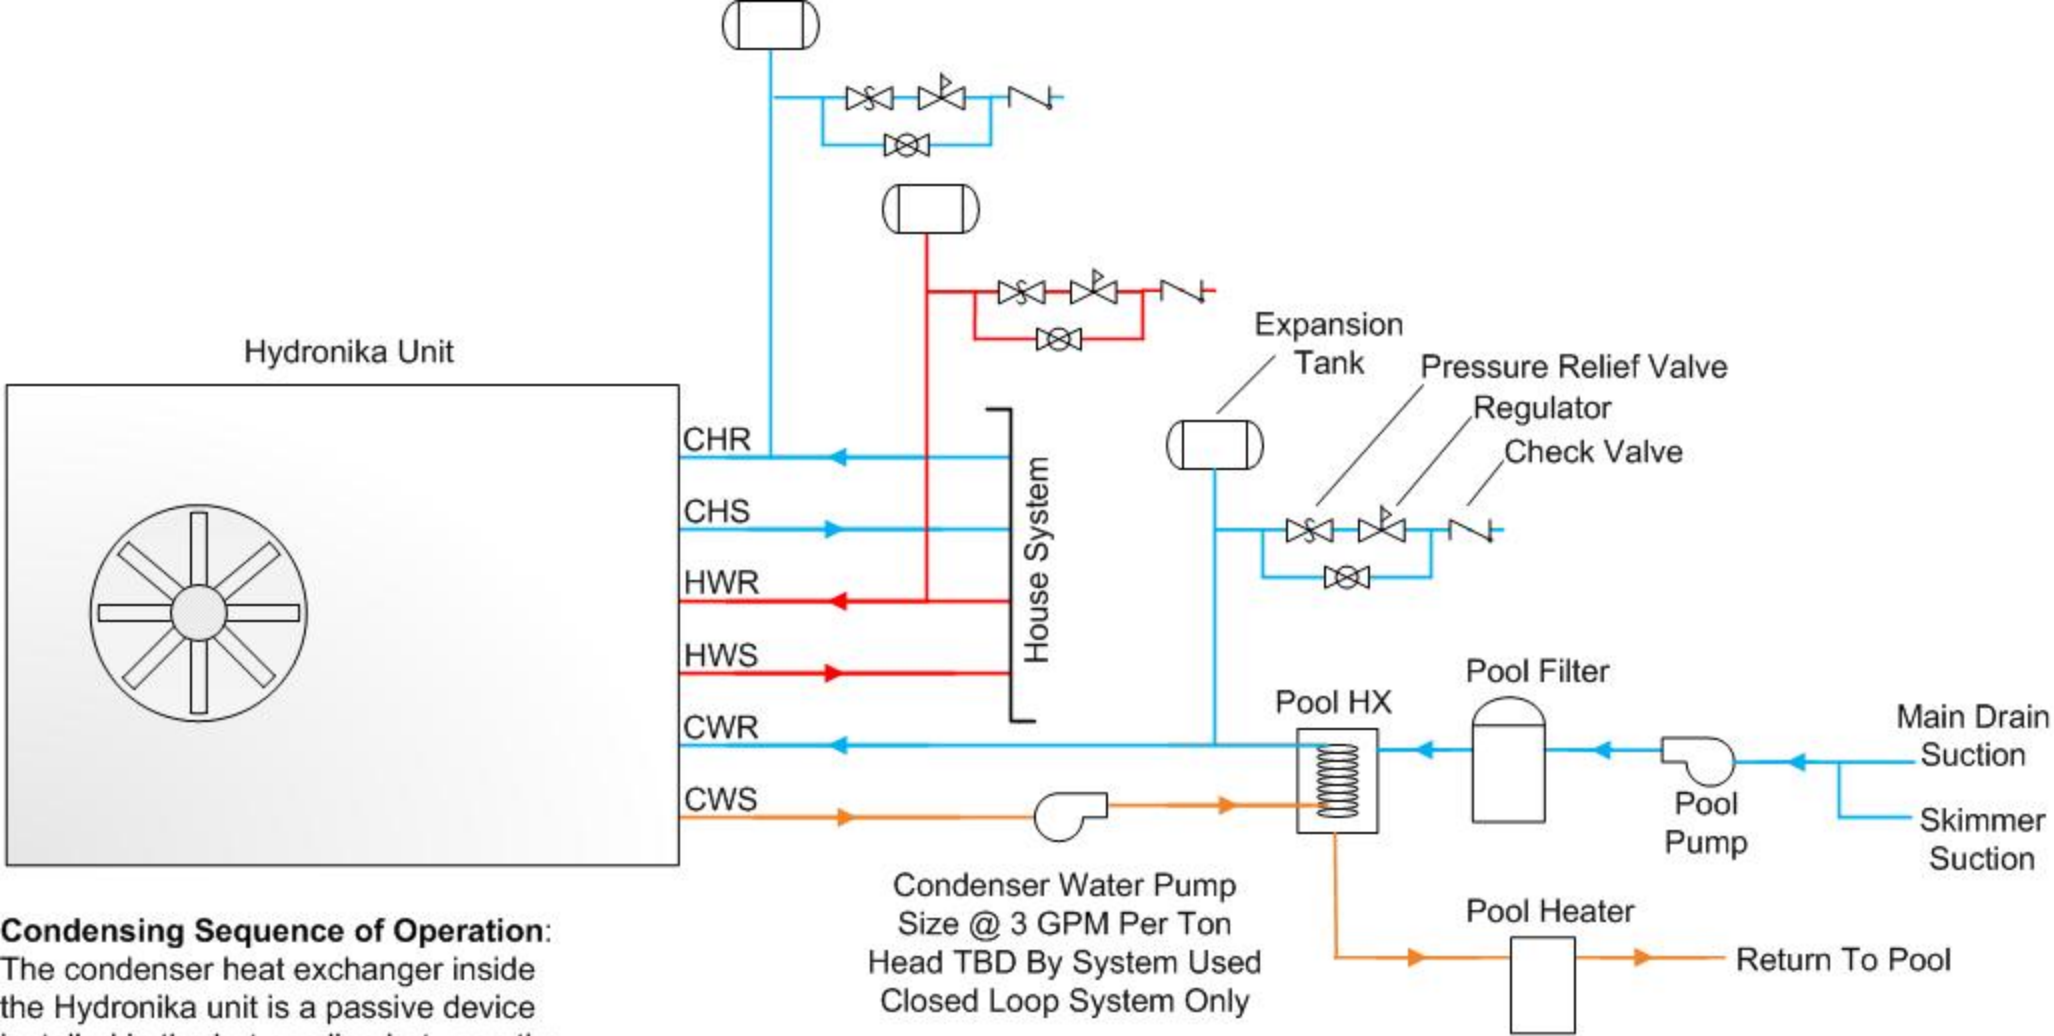 Hydronika Unit
Expansion
Tank
Pressure Relief Valve
Regulator
Check Valve
CHR
CHS
HWR
HWS
CWR
CWS
House System
Pool HX
Pool Filter
Main Drain
Suction
Pool
Pump
Skimmer
Suction
Condenser Water Pump
Size @ 3 GPM Per Ton
Head TBD By System Used
Closed Loop System Only
Pool Heater
Return To Pool
Condensing Sequence of Operation:
The condenser heat exchanger inside
the Hydronika unit is a passive device